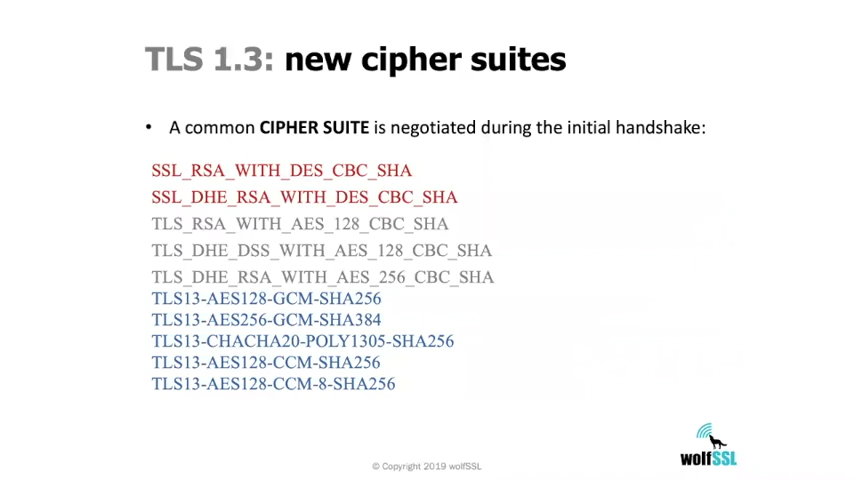 TLS 1.3: new cipher suites
• A common CIPHER SUITE is negotiated during the initial handshake:
SSL_RSA_WITH_DES_CBC_SHA
SSL_DHE_RSA_WITH_DES_CBC_SHA
TLS_RSA_WITH_AES_128_CBC_SHA
TLS_DHE_DSS_WITH_AES_128_CBC_SHA
TLS_DHE_RSA_WITH_AES_256_CBC_SHA
TLS13-AES128-GCM-SHA256
TLS13-AES256-GCM-SHA384
TLS13-CHACHA20-POLY1305-SHA256
TLS13-AES128-CCM-SHA256
TLS13-AES128-CCM-8-SHA256
wolfSSL
© Copyright 2019 wolfSSL